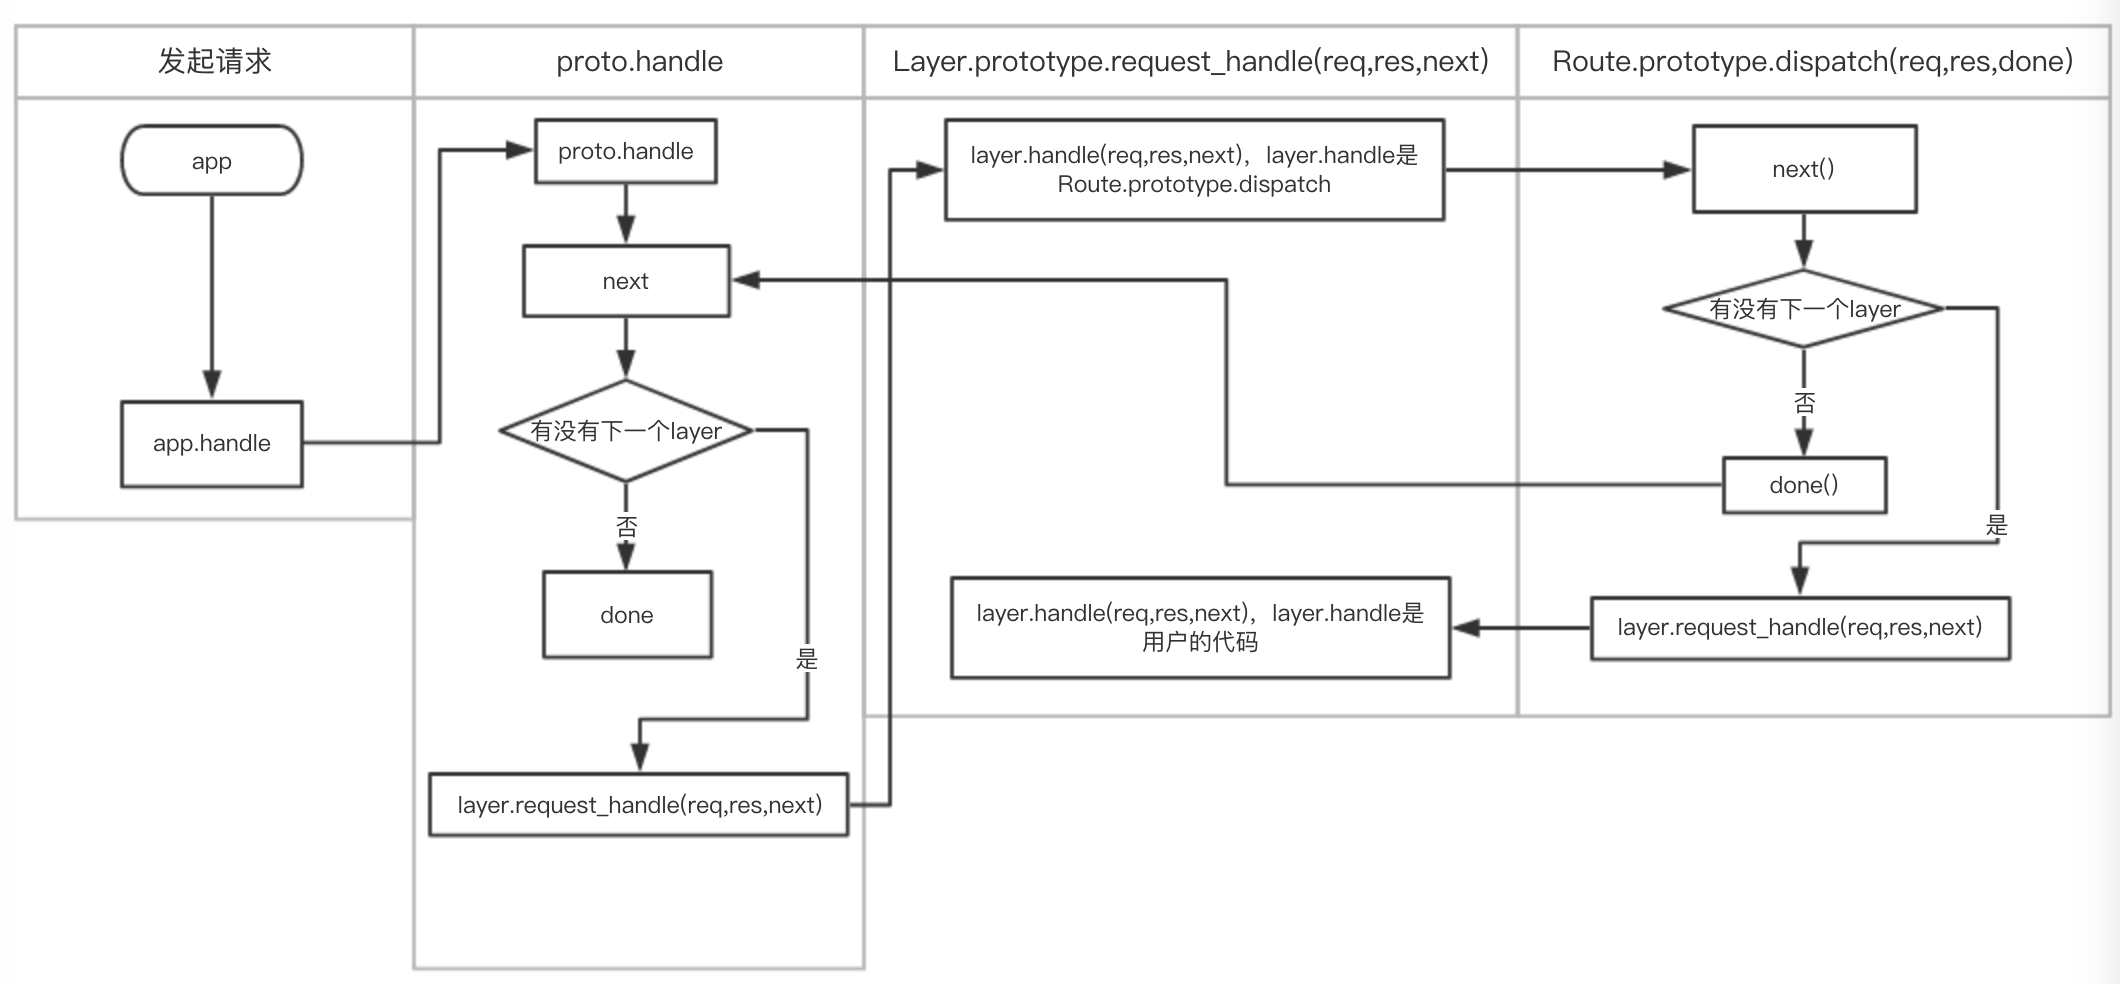 发起请求
proto.handle
Layer.prototype.request_handle(req,res,next)
Route.prototype.dispatch(req,res,done)
app
app.handle
proto.handle
next
有没有下一个layer
否
done
是
layer.request_handle(req,res,next)
layer.handle(req,res,next)，layer.handle是
Route.prototype.dispatch
layer.handle(req,res,next)，layer.handle是
用户的代码
next()
有没有下一个layer
否
done()
是
layer.request_handle(req,res,next)